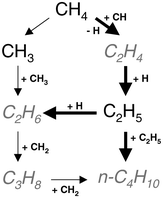 CH₄
+ CH
- H
CH₃ C₂H₄
+ CH₃ + H
C₂H₆ + H C₂H₅
+ CH₂ + C₂H₅
C₃H₈ + CH₂ n-C₄H₁₀